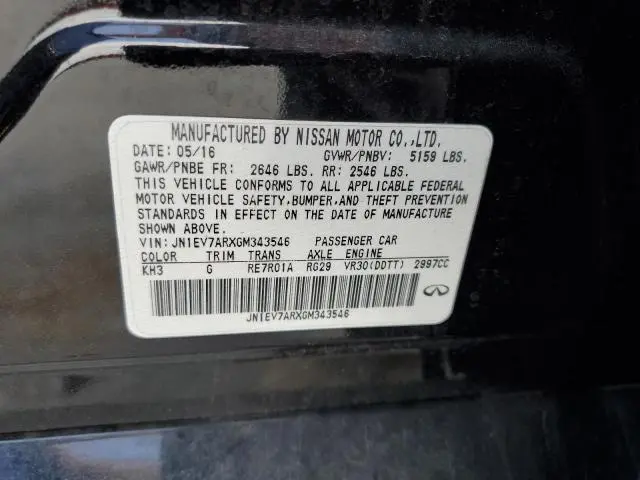 MANUFACTURED BY NISSAN MOTOR CO.,LTD.
DATE: 05/16 GVWR/PNBV: 5159 LBS.
GAWR/PNBE FR: 2646 LBS. RR: 2546 LBS.
THIS VEHICLE CONFORMS TO ALL APPLICABLE FEDERAL
MOTOR VEHICLE SAFETY,BUMPER,AND THEFT PREVENTION
STANDARDS IN EFFECT ON THE DATE OF MANUFACTURE
SHOWN ABOVE.
VIN: JN1EV7ARXGM343546 PASSENGER CAR
COLOR TRIM TRANS AXLE ENGINE
KH3 G RE7R01A RG29 VR30(DDTT) 2997CC
JN1EV7ARXGM343546